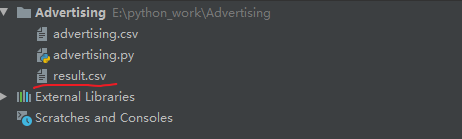 Advertising E:\python_work\Advertising
advertising.csv
advertising.py
result.csv
External Libraries
Scratches and Consoles